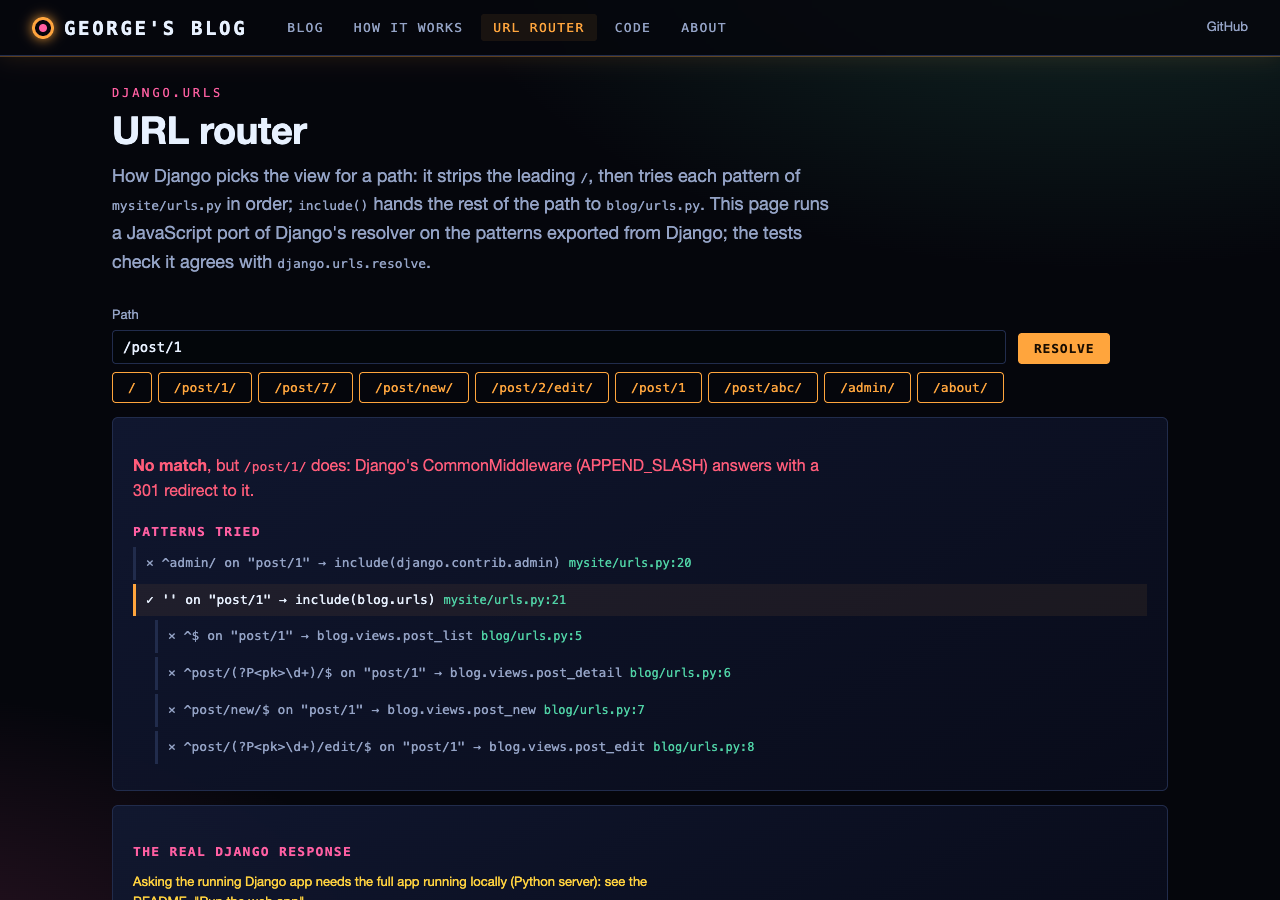 GEORGE'S BLOG BLOG HOW IT WORKS URL ROUTER CODE ABOUT GitHub
DJANGO.URLS
URL router
How Django picks the view for a path: it strips the leading /, then tries each pattern of
mysite/urls.py in order; include() hands the rest of the path to blog/urls.py. This page runs
a JavaScript port of Django's resolver on the patterns exported from Django; the tests
check it agrees with django.urls.resolve.
Path
/post/1 RESOLVE
/ /post/1/ /post/7/ /post/new/ /post/2/edit/ /post/1 /post/abc/ /admin/ /about/
No match, but /post/1/ does: Django's CommonMiddleware (APPEND_SLASH) answers with a
301 redirect to it.
PATTERNS TRIED
× ^admin/ on "post/1" → include(django.contrib.admin) mysite/urls.py:20
✓ '' on "post/1" → include(blog.urls) mysite/urls.py:21
× ^$ on "post/1" → blog.views.post_list blog/urls.py:5
× ^post/(?P<pk>\d+)/$ on "post/1" → blog.views.post_detail blog/urls.py:6
× ^post/new/$ on "post/1" → blog.views.post_new blog/urls.py:7
× ^post/(?P<pk>\d+)/edit/$ on "post/1" → blog.views.post_edit blog/urls.py:8
THE REAL DJANGO RESPONSE
Asking the running Django app needs the full app running locally (Python server): see the
README, "Run the web app"